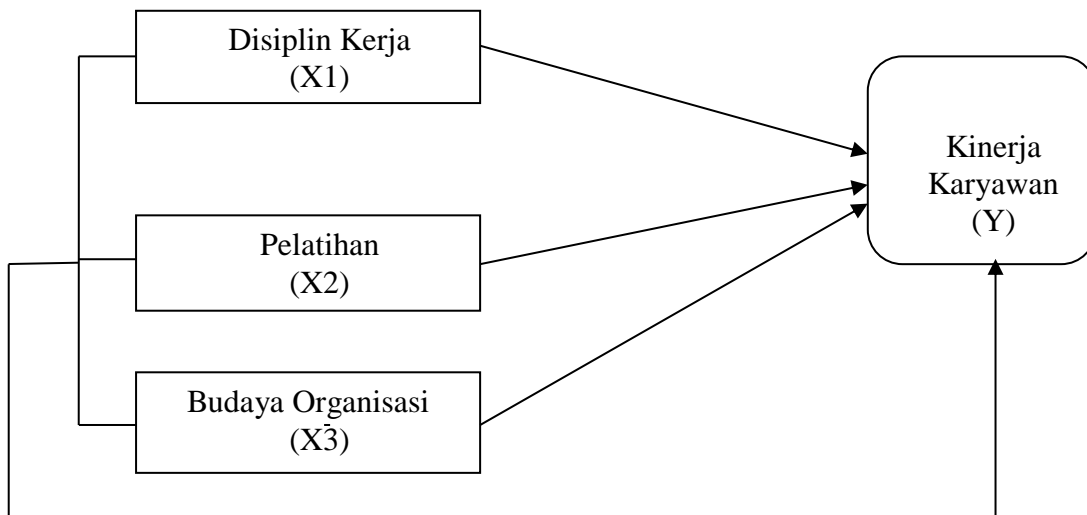 Disiplin Kerja
(X1)
Pelatihan
(X2)
Budaya Organisasi
(X3)
Kinerja
Karyawan
(Y)